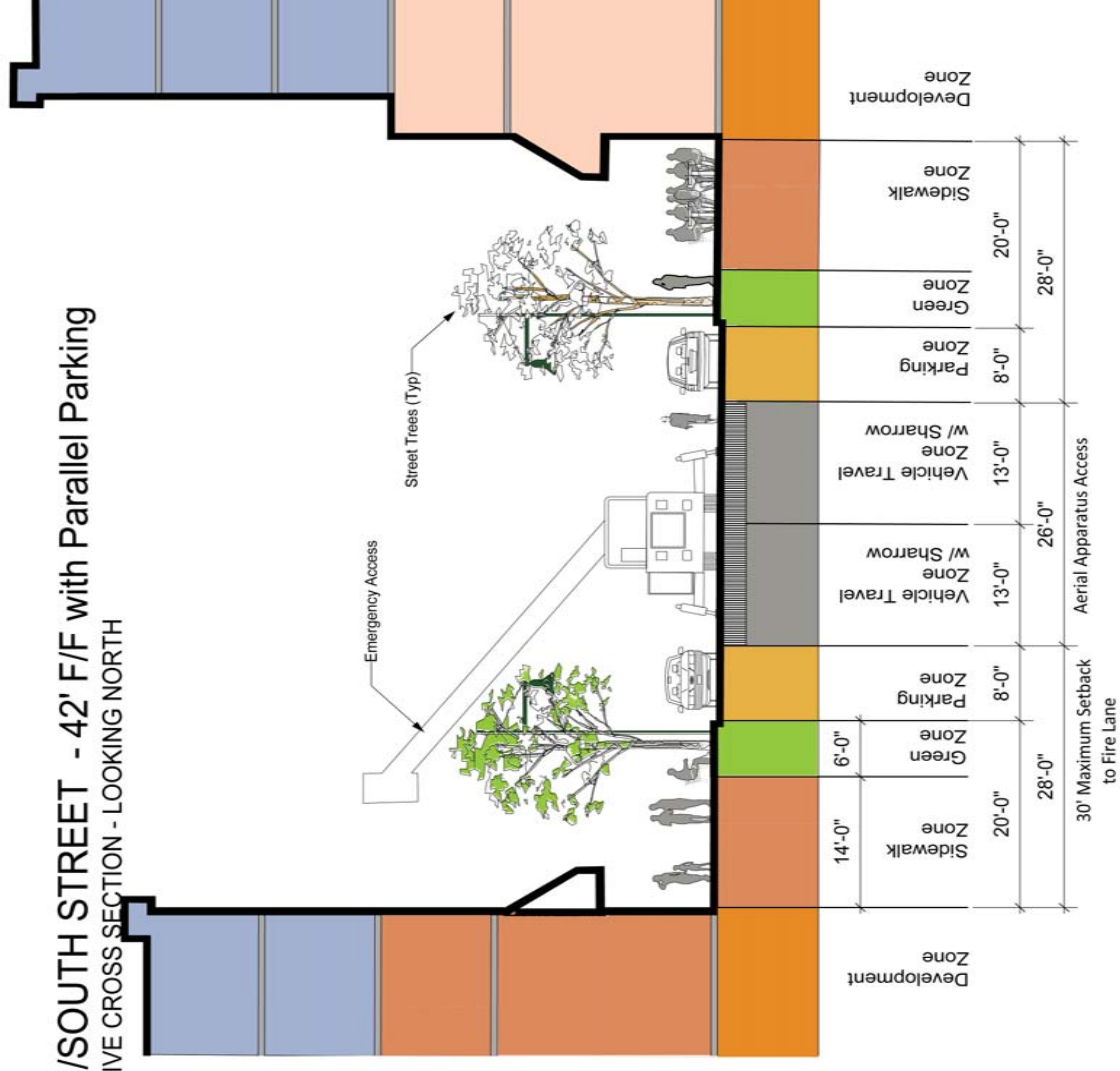 /SOUTH STREET - 42' F/F with Parallel Parking
IVE CROSS SECTION - LOOKING NORTH
Emergency Access
Street Trees (Typ)
Development
Zone
Sidewalk
Zone
Green
Zone
Parking
Zone
Vehicle Travel
Zone
w/ Sharrow
Vehicle Travel
Zone
w/ Sharrow
Parking
Zone
Green
Zone
Sidewalk
Zone
Development
Zone
14'-0"
6'-0"
20'-0"
8'-0"
13'-0"
13'-0"
8'-0"
20'-0"
28'-0"
26'-0"
28'-0"
30' Maximum Setback
to Fire Lane
Aerial Apparatus Access